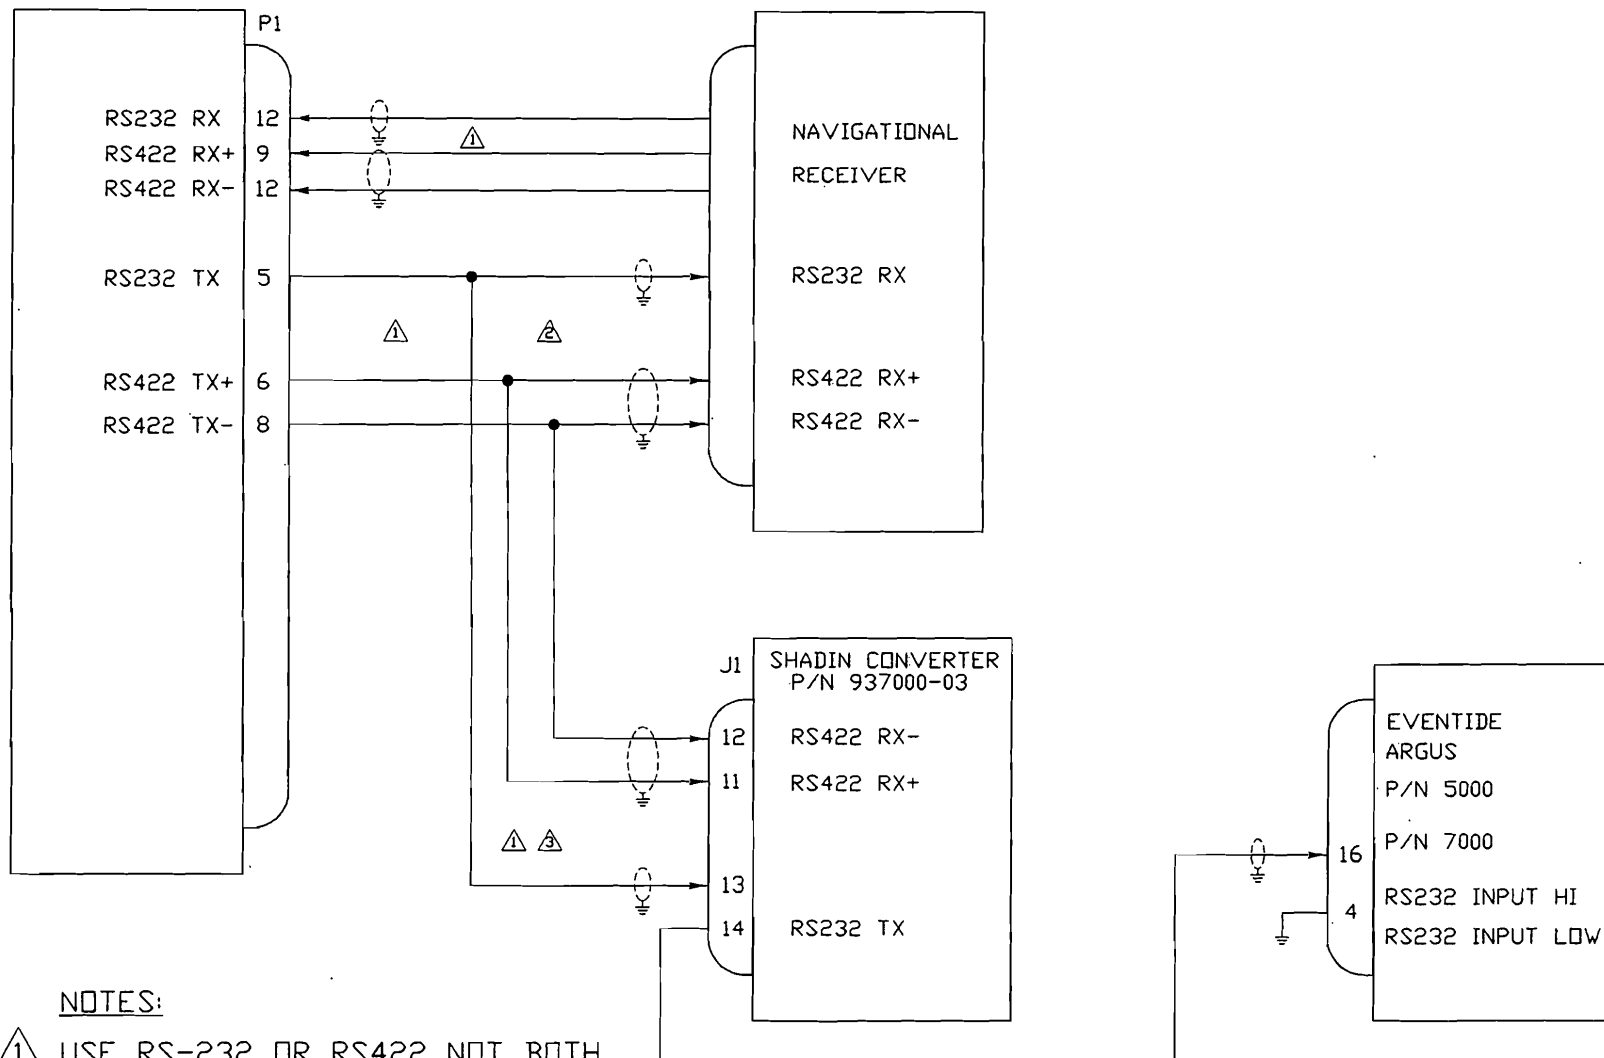 P1
RS232 RX 12
RS422 RX+ 9
RS422 RX- 12
RS232 TX 5
RS422 TX+ 6
RS422 TX- 8
1
1
2
NAVIGATIONAL
RECEIVER
RS232 RX
RS422 RX+
RS422 RX-
J1
SHADIN CONVERTER
P/N 937000-03
12 RS422 RX-
11 RS422 RX+
1 3
13
14 RS232 TX
EVENTIDE
ARGUS
P/N 5000
P/N 7000
16
RS232 INPUT HI
4
RS232 INPUT LOW
NOTES:
1 USE RS-232 OR RS422 NOT BOTH